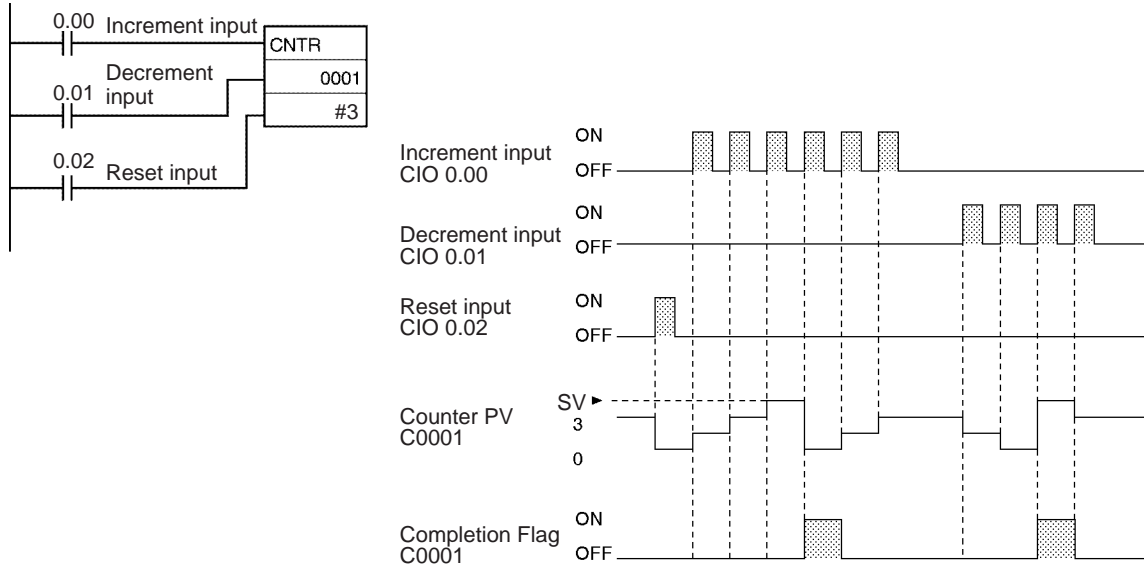 0.00 Increment input
CNTR
0001
#3
0.01 Decrement
input
0.02 Reset input
Increment input
CIO 0.00
ON
OFF
Decrement input
CIO 0.01
ON
OFF
Reset input
CIO 0.02
ON
OFF
Counter PV
C0001
SV
3
0
Completion Flag
C0001
ON
OFF